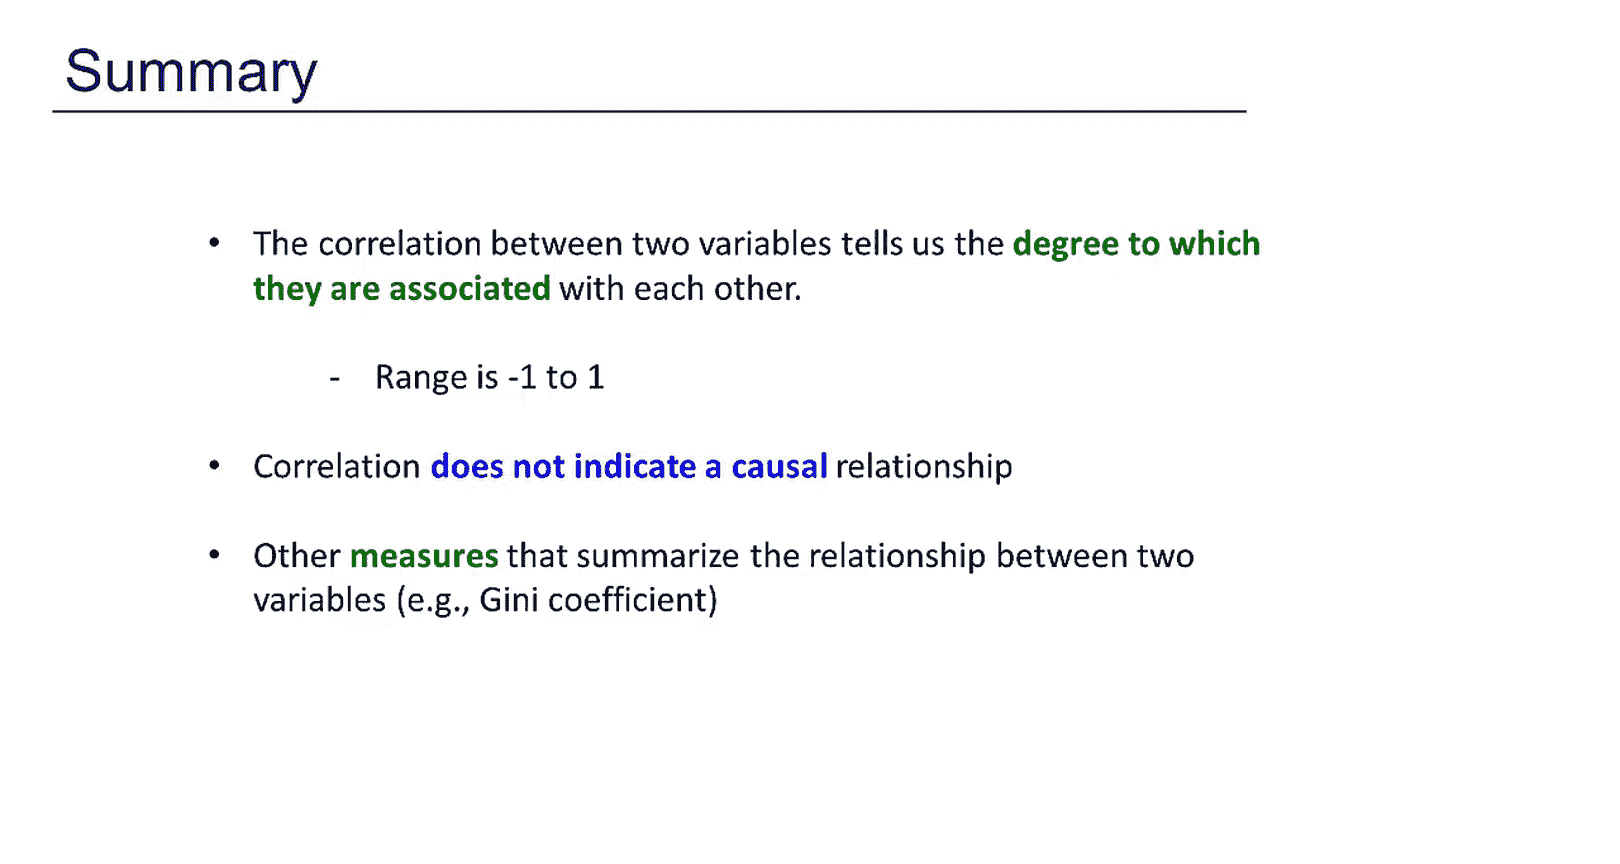 Summary
• The correlation between two variables tells us the degree to which
they are associated with each other.
- Range is -1 to 1
• Correlation does not indicate a causal relationship
• Other measures that summarize the relationship between two
variables (e.g., Gini coefficient)